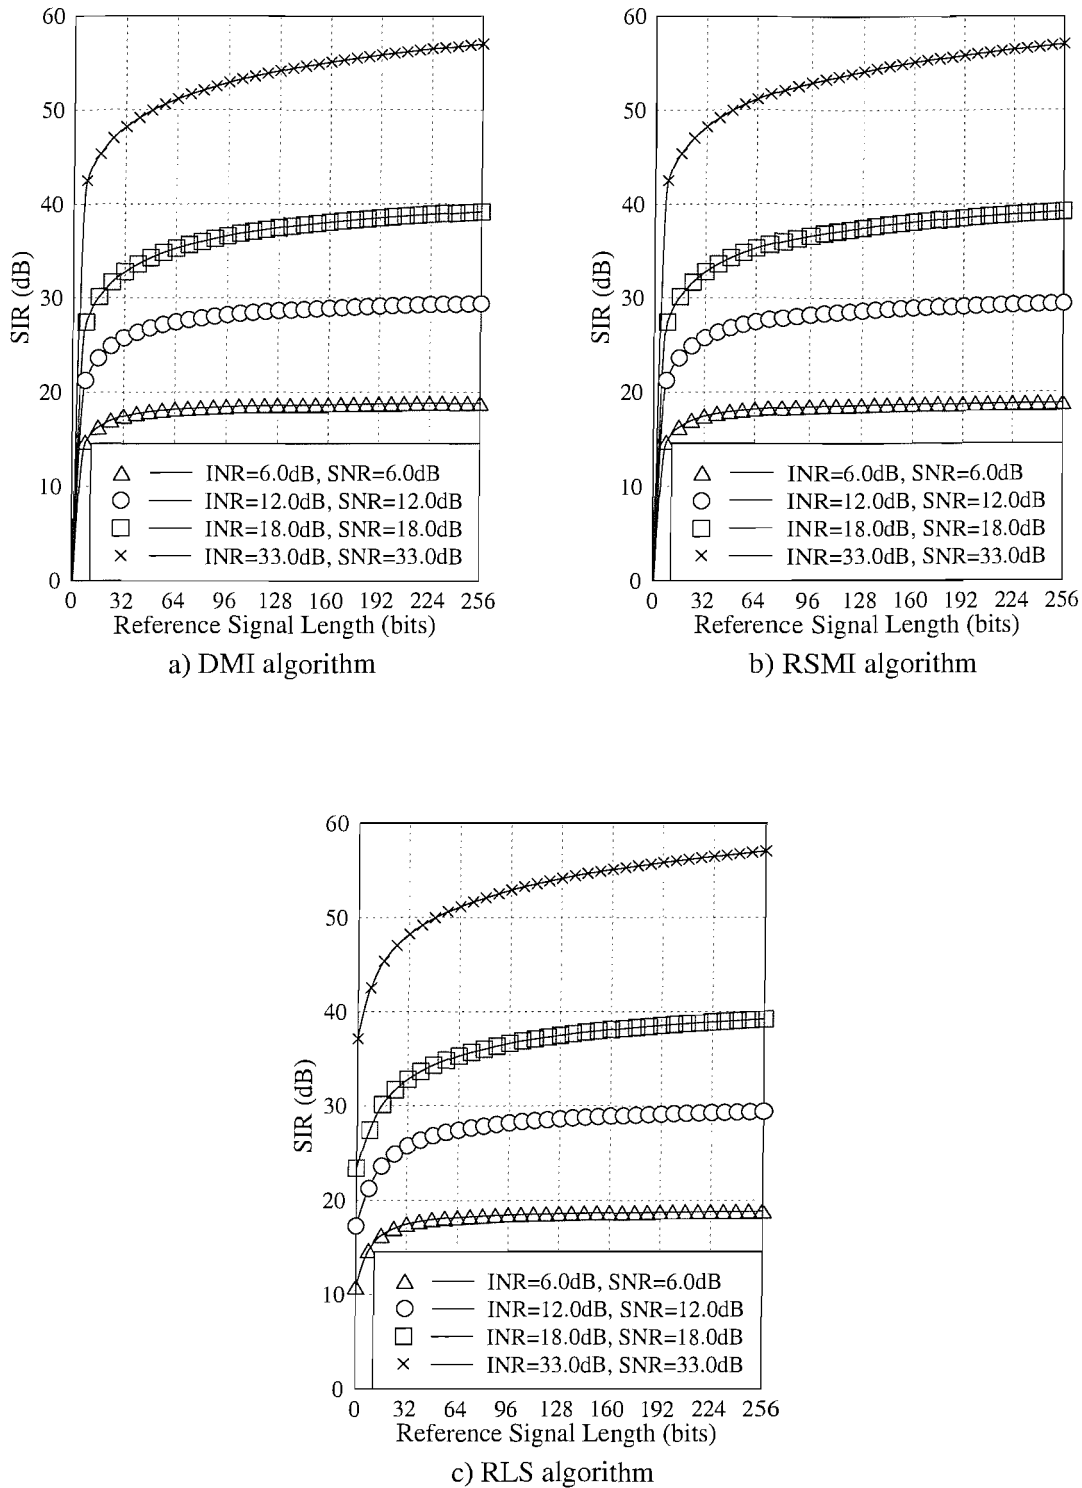 60
50
40
30
20
10
0
SIR (dB)
INR=6.0dB, SNR=6.0dB
INR=12.0dB, SNR=12.0dB
INR=18.0dB, SNR=18.0dB
INR=33.0dB, SNR=33.0dB
0 32 64 96 128 160 192 224 256
Reference Signal Length (bits)
a) DMI algorithm
60
50
40
30
20
10
0
SIR (dB)
INR=6.0dB, SNR=6.0dB
INR=12.0dB, SNR=12.0dB
INR=18.0dB, SNR=18.0dB
INR=33.0dB, SNR=33.0dB
0 32 64 96 128 160 192 224 256
Reference Signal Length (bits)
b) RSMI algorithm
60
50
40
30
20
10
0
SIR (dB)
INR=6.0dB, SNR=6.0dB
INR=12.0dB, SNR=12.0dB
INR=18.0dB, SNR=18.0dB
INR=33.0dB, SNR=33.0dB
0 32 64 96 128 160 192 224 256
Reference Signal Length (bits)
c) RLS algorithm